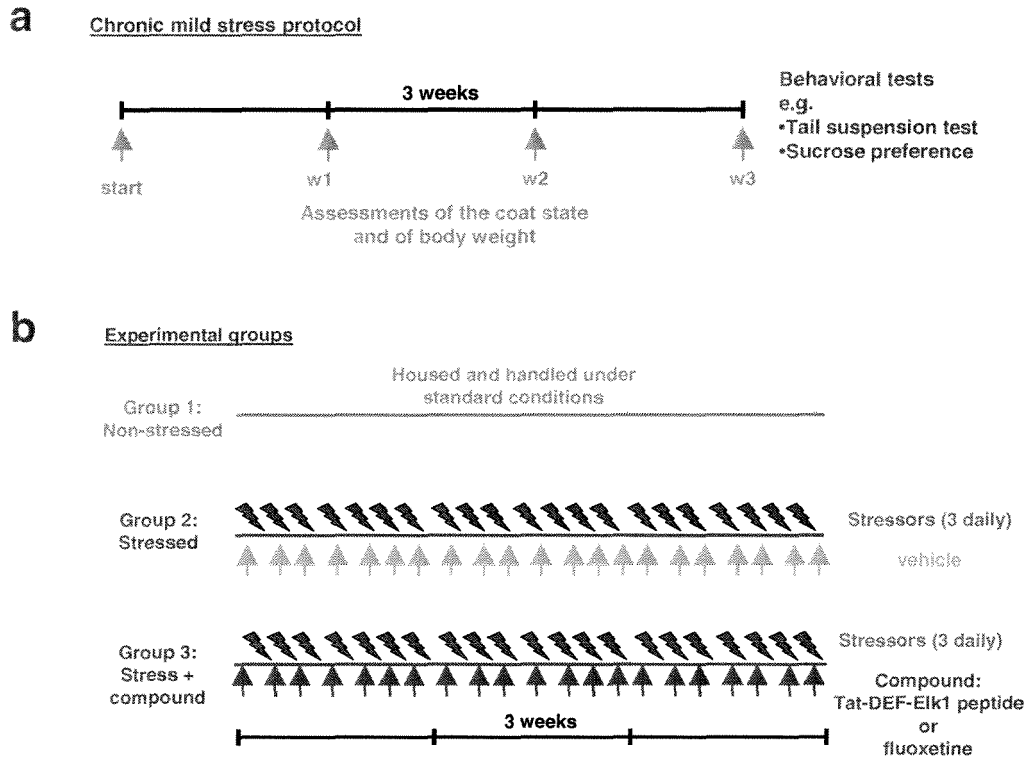 a
Chronic mild stress protocol
3 weeks
Behavioral tests
e.g.
•Tail suspension test
•Sucrose preference
start
w1
w2
w3
Assessments of the coat state
and of body weight
b
Experimental groups
Housed and handled under
standard conditions
Group 1:
Non-stressed
Group 2:
Stressed
Stressors (3 daily)
vehicle
Group 3:
Stress +
compound
Stressors (3 daily)
Compound:
Tat-DEF-Elk1 peptide
or
fluoxetine
3 weeks